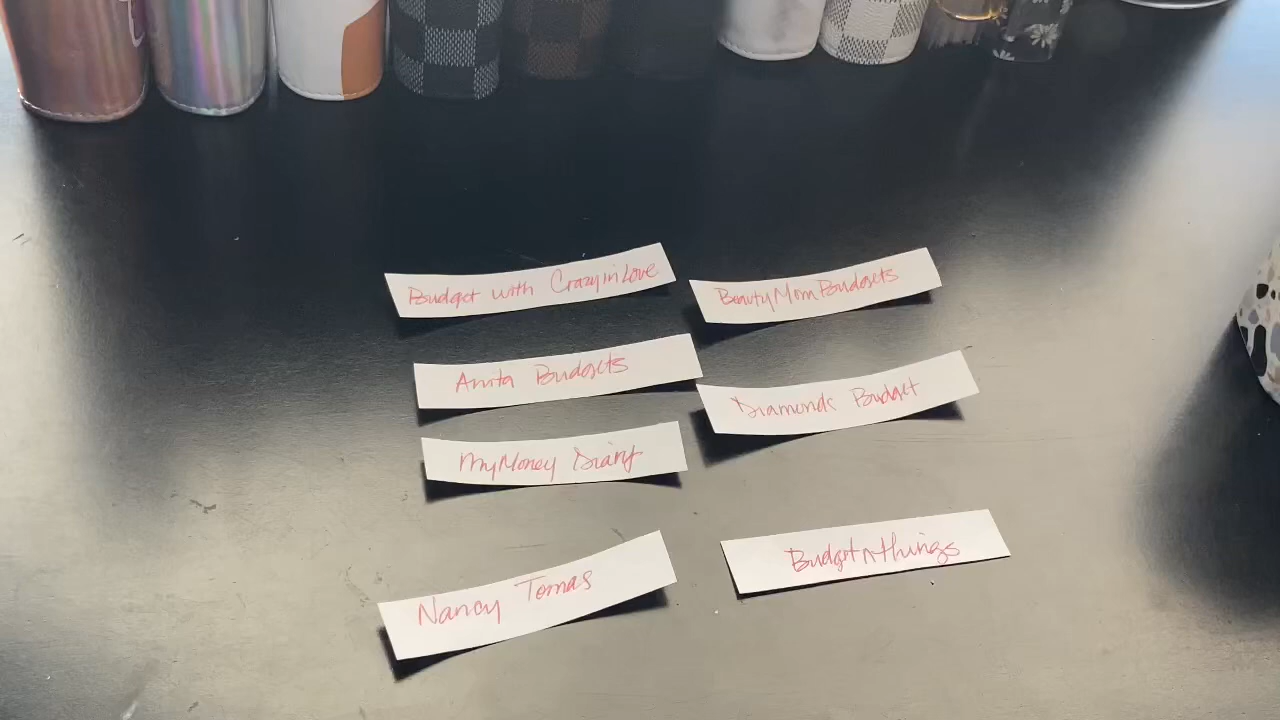 Budget with CrazyinLove
BeautyMomBudgets
Anita Budgets
Diamonds Budget
MyMoney Diary
Nancy Tomas
Budgetnthings